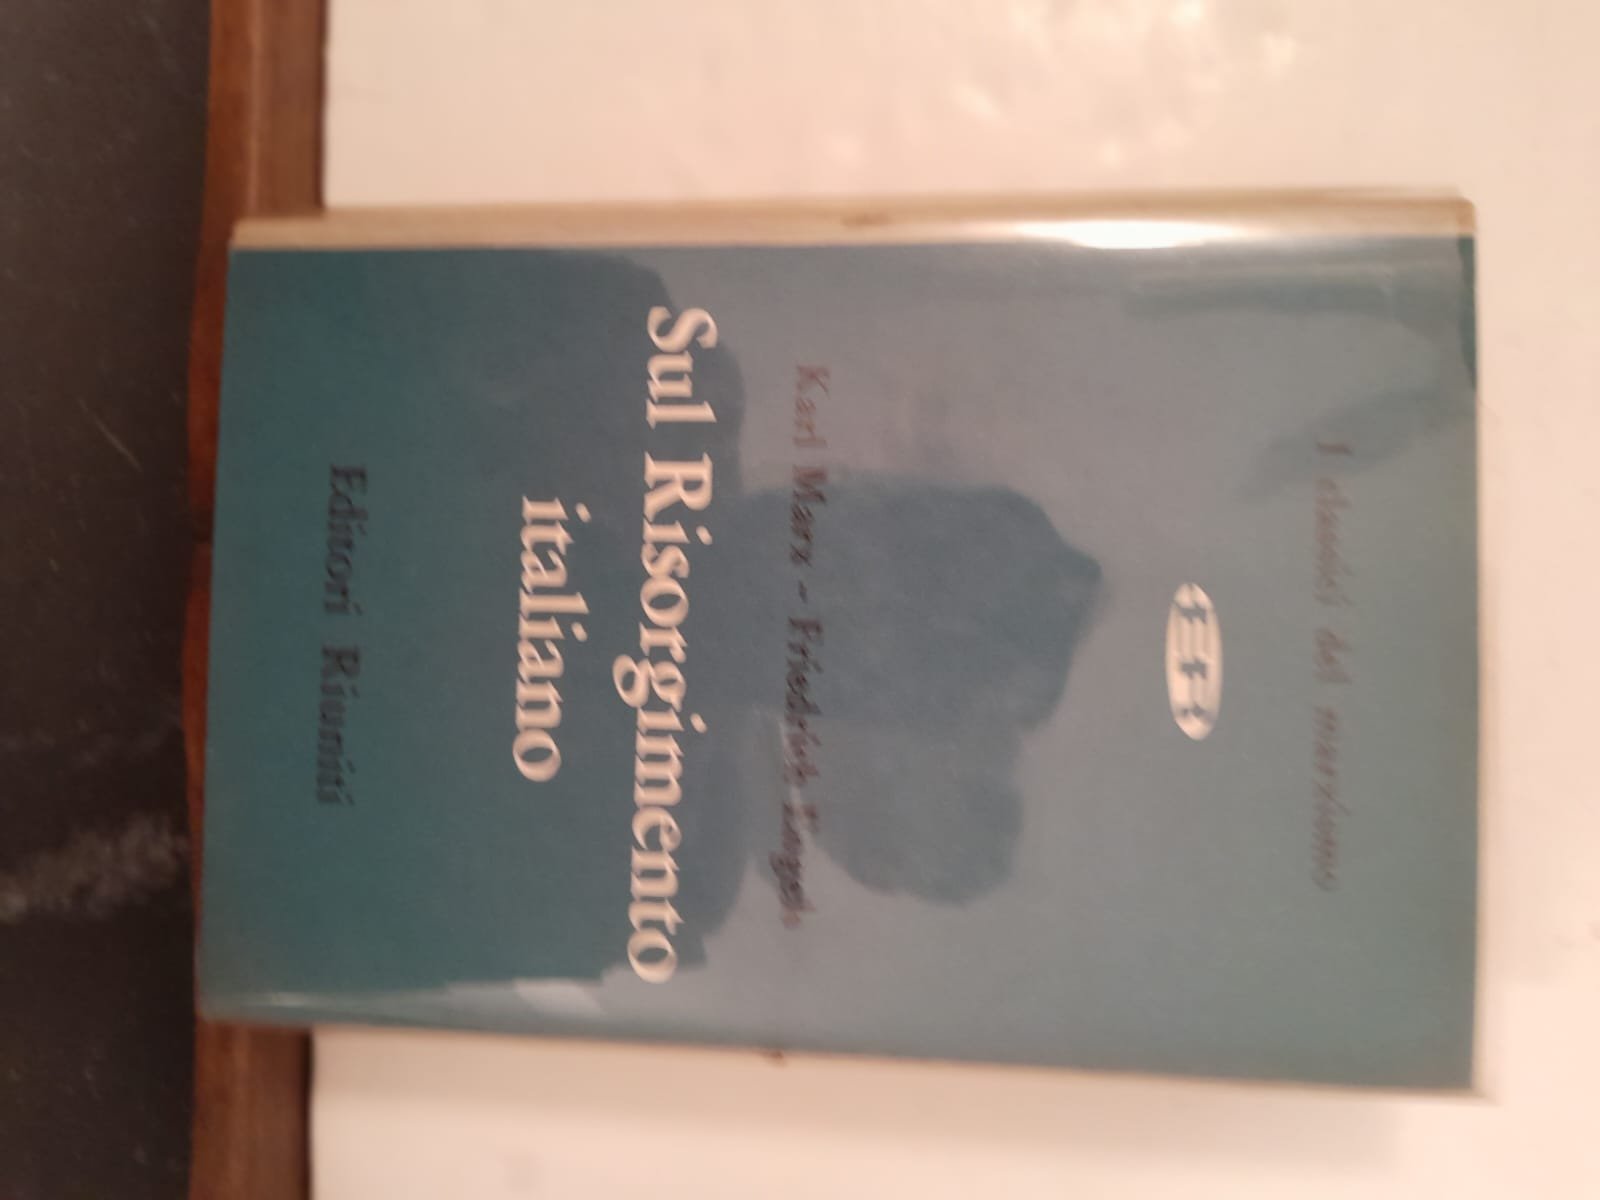 I classici del marxismo
Karl Marx - Friedrich Engels
Sul Risorgimento
italiano
Editori Riuniti